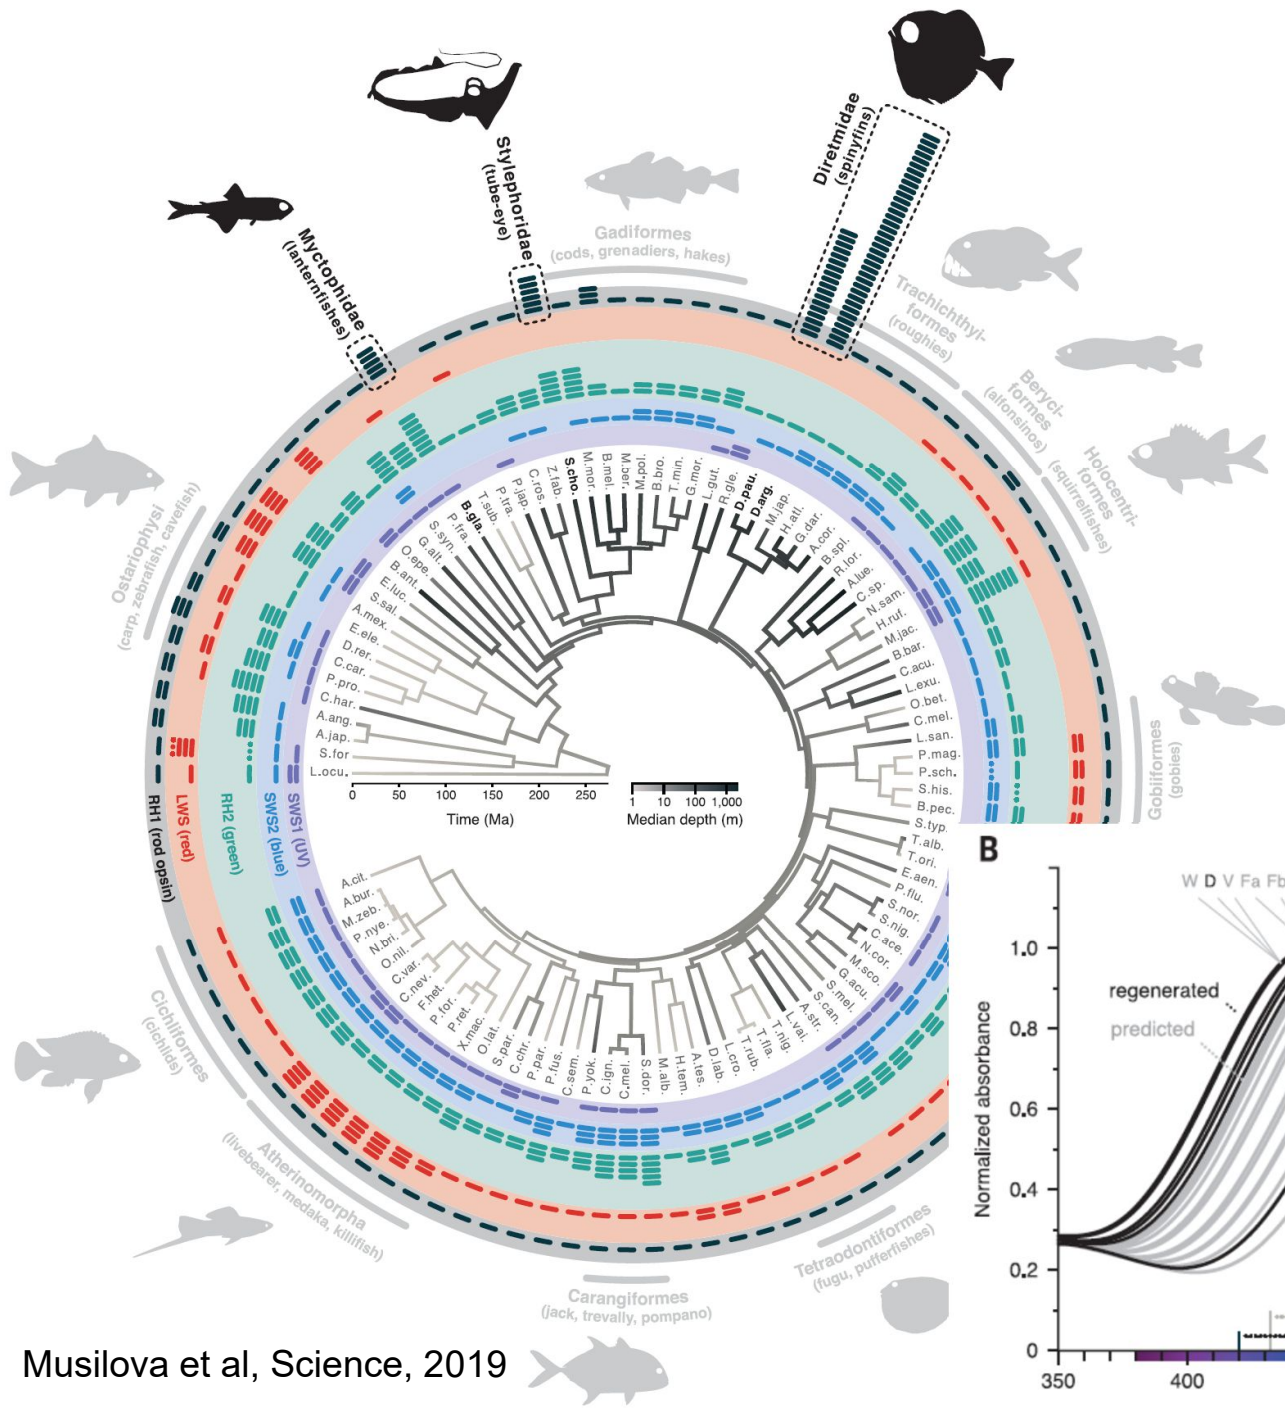 Diretmidae
(spinyfins)
Stylephoridae
(tube-eye)
Myctophidae
(lanternfishes)
Gadiformes
(cods, grenadiers, hakes)
Trachichthyi-
formes
(roughies)
Beryci-
formes
(alfonsinos)
Holocentri-
formes
(squirrelfishes)
Gobiiformes
(gobies)
Ostariophysi
(carp, zebrafish, cavefish)
S.cho.
M.mor.
B.mel.
M.ber.
M.pol.
B.bro.
T.min.
G.mor.
L.gut.
R.gle.
D.pau.
D.arg.
M.jap.
H.atl.
G.dar.
A.cor.
B.spl.
R.lor.
A.lue.
C.sp.
N.sam.
H.ruf.
M.jac.
B.bar.
C.acu.
L.exu.
O.bet.
C.mel.
L.san.
P.mag.
P.sch.
S.his.
B.pec.
S.typ.
T.alb.
T.ori.
E.aen.
P.flu.
S.nor.
S.nig.
C.ace.
N.cor.
M.sco.
G.acu.
S.mel.
S.can.
A.str.
L.vai.
T.nig.
T.fla.
T.rub.
L.cro.
D.lab.
A.tes.
H.tem.
M.alb.
S.dor.
C.mel.
C.ign.
P.yok.
C.sem.
P.fus.
P.par.
C.chr.
S.par.
O.lat.
X.mac.
P.ret.
P.for.
F.het.
C.nev.
C.var.
O.nil.
N.bri.
P.nye.
M.zeb.
A.bur.
A.cit.
Z.fab.
C.ros.
P.jap.
P.tra.
T.sub.
B.gla.
P.fra.
S.syn.
G.alt.
O.epe.
B.ant.
E.luc.
S.sal.
A.mex.
E.ele.
D.rer.
C.car.
P.pro.
C.har.
A.ang.
A.jap.
S.for
L.ocu.
0 50 100 150 200 250
Time (Ma)
1 10 100 1,000
Median depth (m)
RH1 (rod opsin)
LWS (red)
RH2 (green)
SWS2 (blue)
SWS1 (UV)
Cichliformes
(cichlids)
Atherinomorpha
(livebearer, medaka, killifish)
Carangiformes
(jack, trevally, pompano)
Tetraodontiformes
(fugu, pufferfishes)
B
W D V Fa Fb
regenerated
predicted
Normalized absorbance
1.0
0.8
0.6
0.4
0.2
0
350 400
Musilova et al, Science, 2019